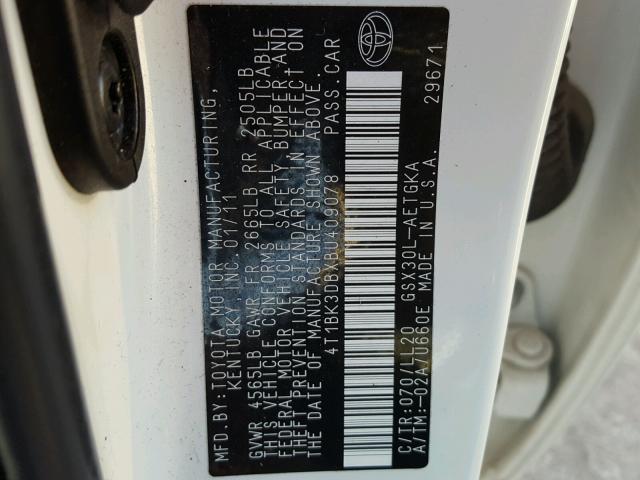 MFD.BY:TOYOTA MOTOR MANUFACTURING,
KENTUCKY INC. 01/11
GVWR 4565LB GAWR FR 2665LB RR 2505LB
THIS VEHICLE CONFORMS TO ALL APPLICABLE
FEDERAL MOTOR VEHICLE SAFETY, BUMPER AND
THEFT PREVENTION STANDARDS IN EFFECT ON
THE DATE OF MANUFACTURE SHOWN ABOVE.
4T1BK3DBXBU409078 PASS.CAR
C/TR:070/LL20 GSX30L-AETGKA
A/TM:-02A/U660E MADE IN U.S.A.
29671